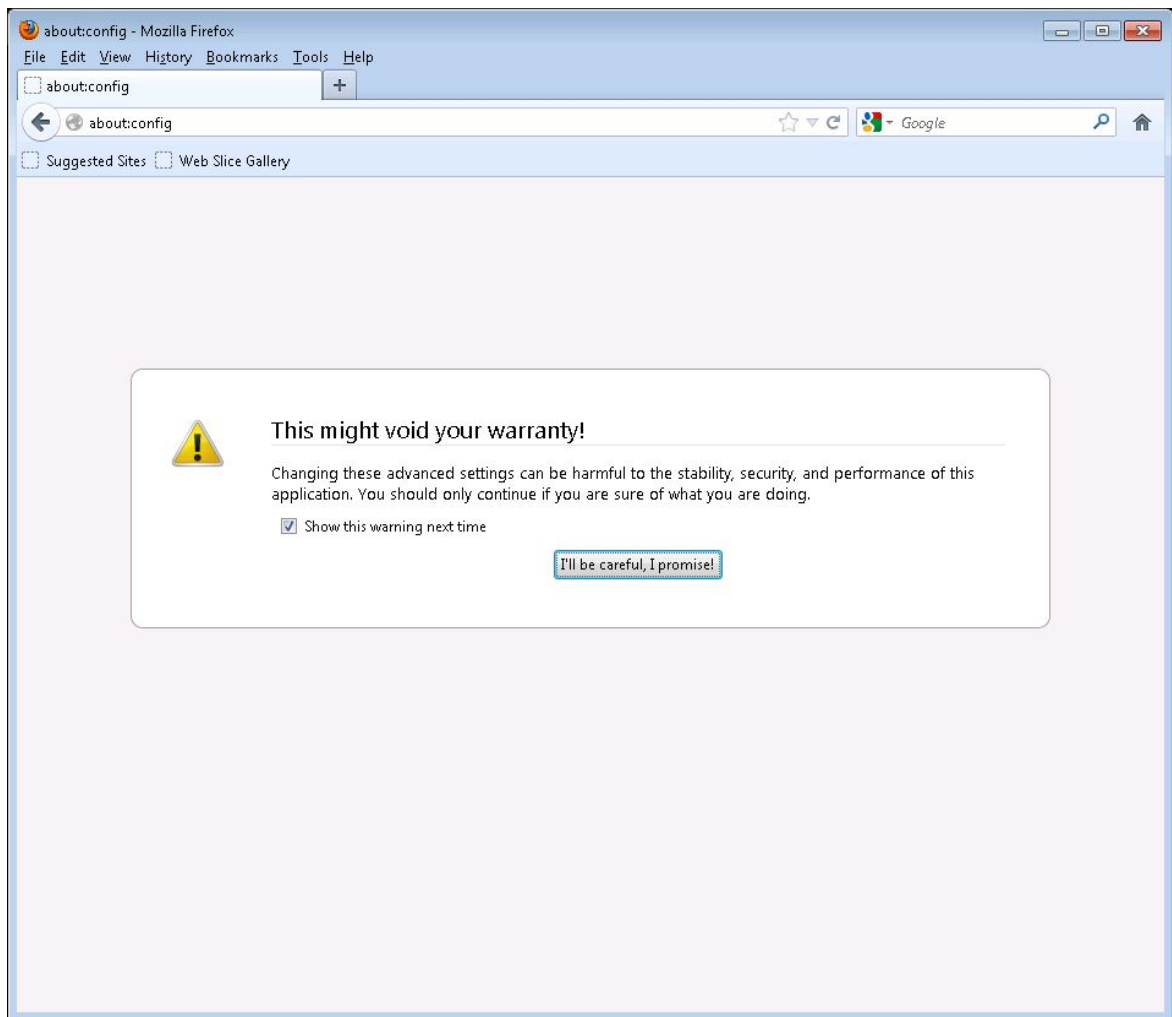 about:config - Mozilla Firefox
File Edit View History Bookmarks Tools Help
about:config
about:config Google
Suggested Sites Web Slice Gallery
This might void your warranty!
Changing these advanced settings can be harmful to the stability, security, and performance of this
application. You should only continue if you are sure of what you are doing.
Show this warning next time
I'll be careful, I promise!